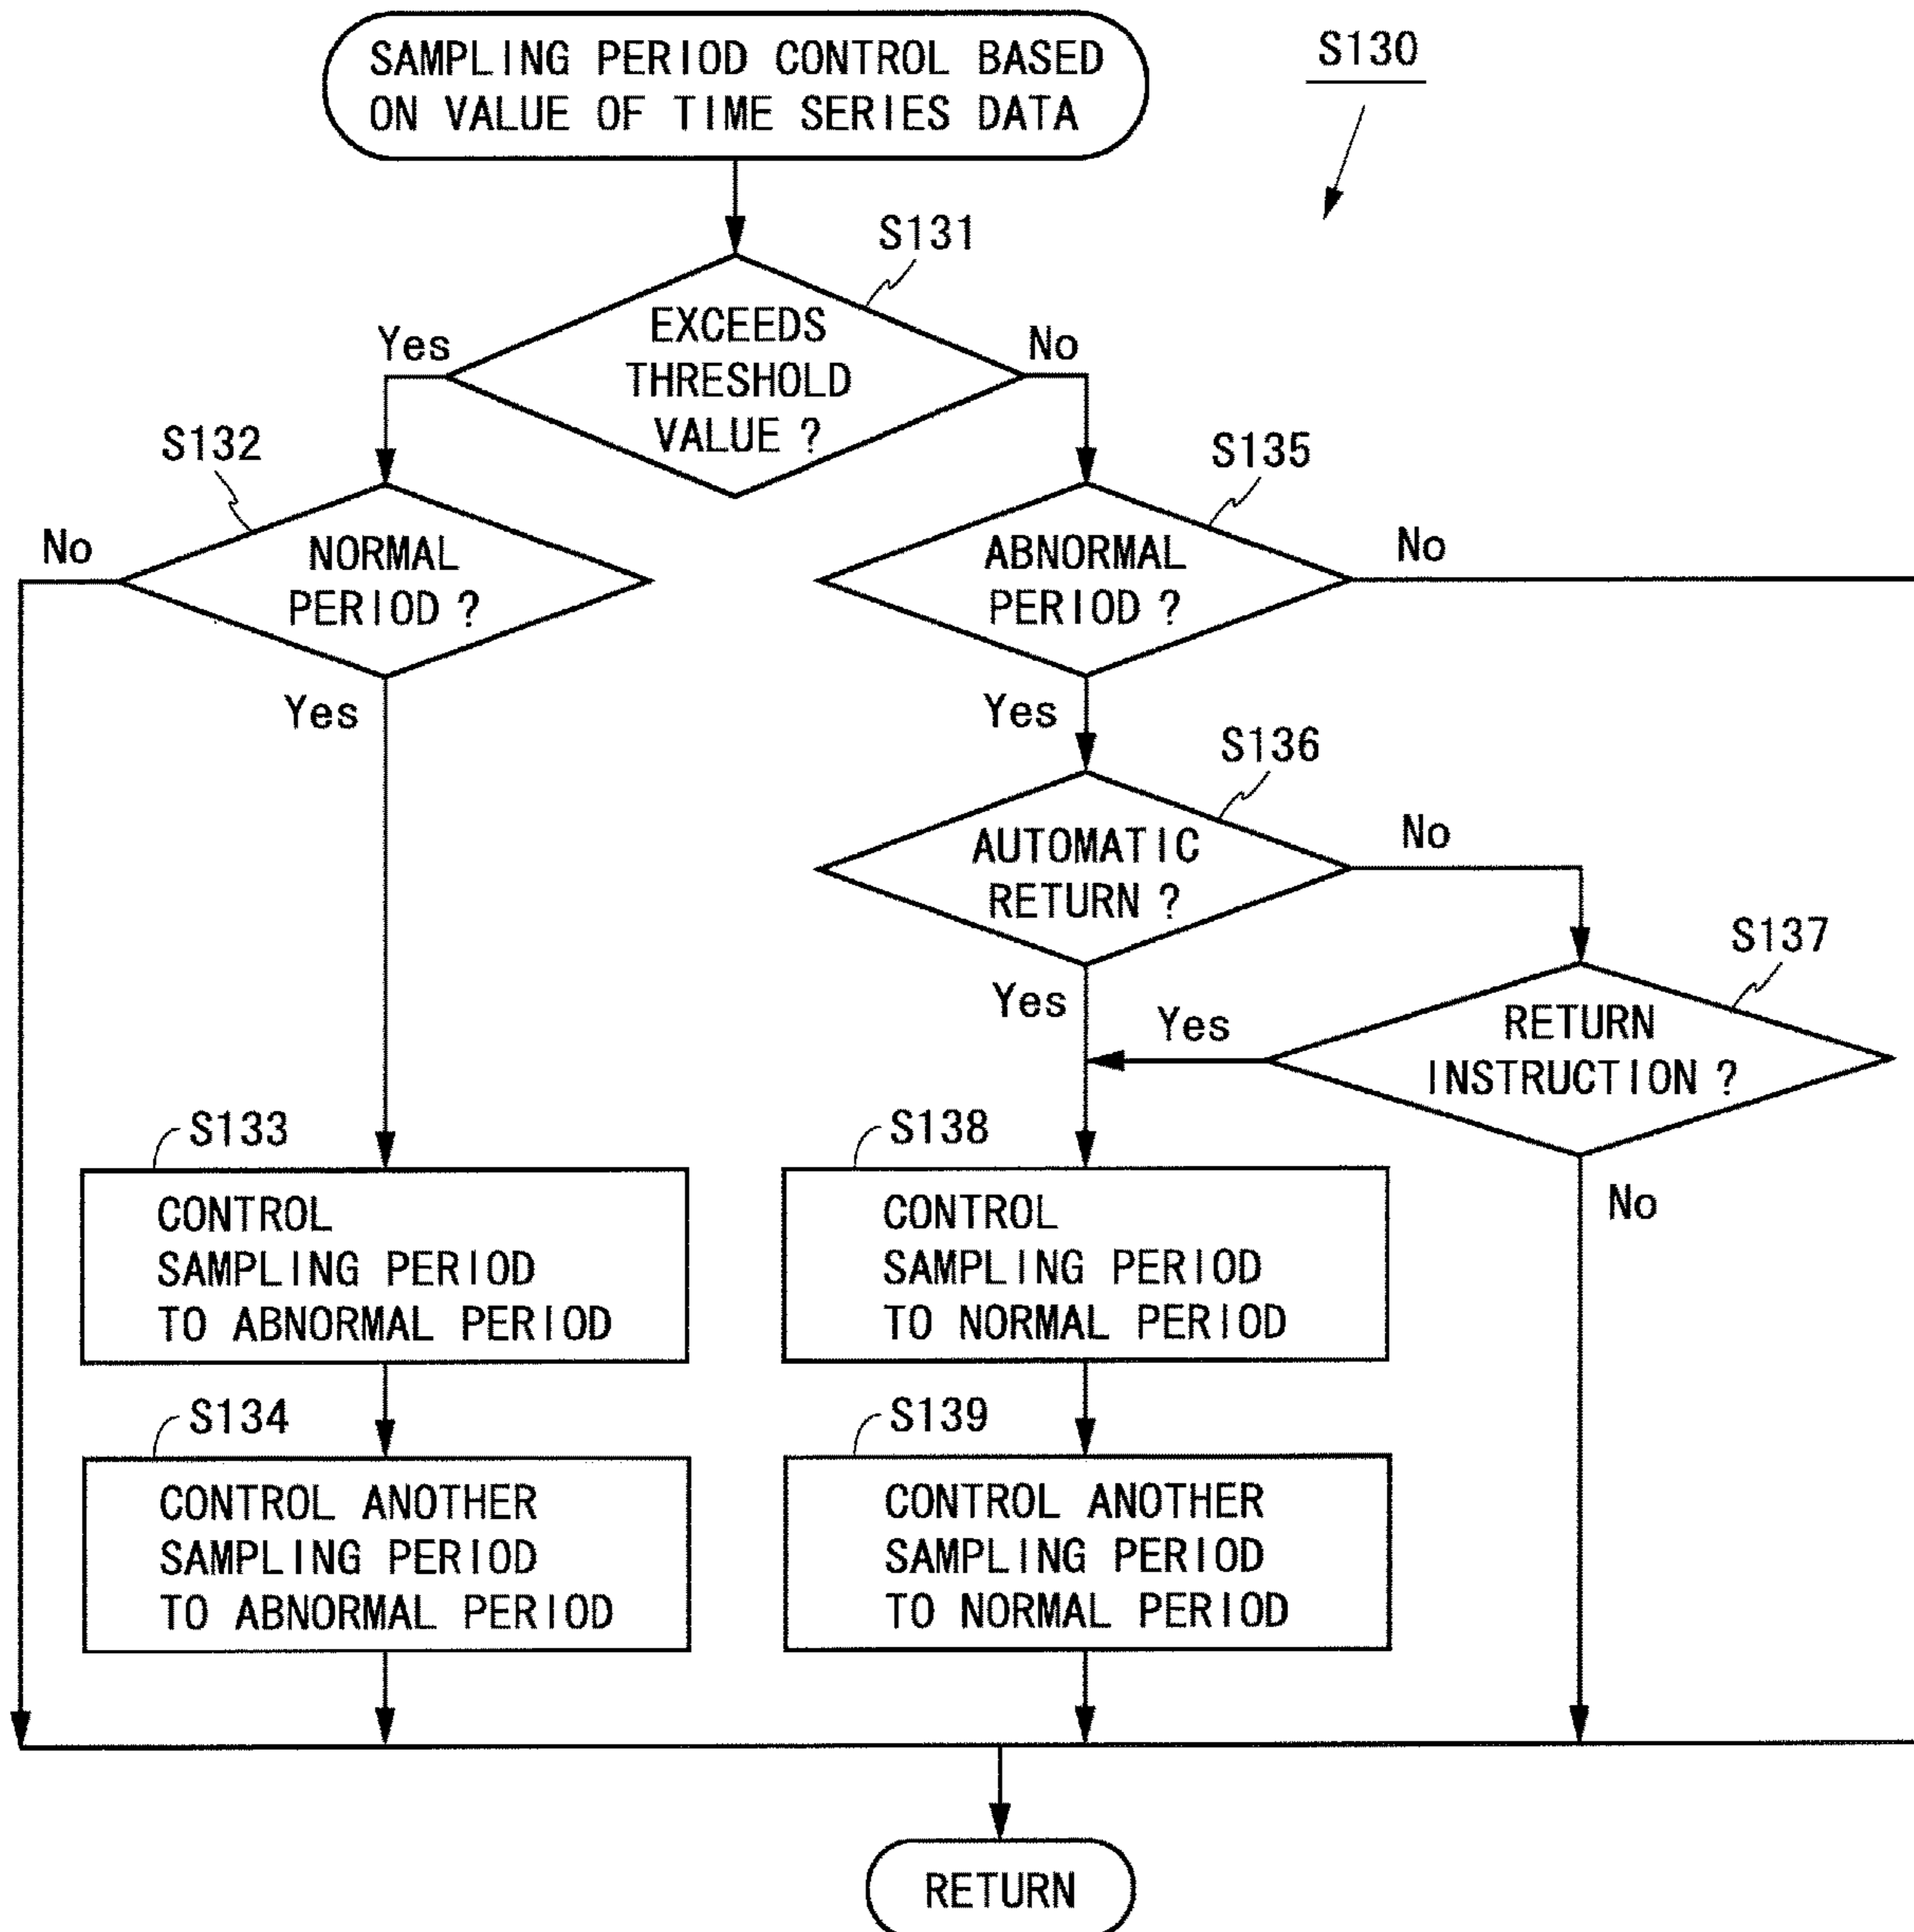 SAMPLING PERIOD CONTROL BASED
ON VALUE OF TIME SERIES DATA
S130
S131
EXCEEDS
THRESHOLD
VALUE ?
Yes
No
S132
NORMAL
PERIOD ?
No
Yes
S135
ABNORMAL
PERIOD ?
No
Yes
S136
AUTOMATIC
RETURN ?
No
Yes
S137
RETURN
INSTRUCTION ?
Yes
No
S133
CONTROL
SAMPLING PERIOD
TO ABNORMAL PERIOD
S138
CONTROL
SAMPLING PERIOD
TO NORMAL PERIOD
S134
CONTROL ANOTHER
SAMPLING PERIOD
TO ABNORMAL PERIOD
S139
CONTROL ANOTHER
SAMPLING PERIOD
TO NORMAL PERIOD
RETURN